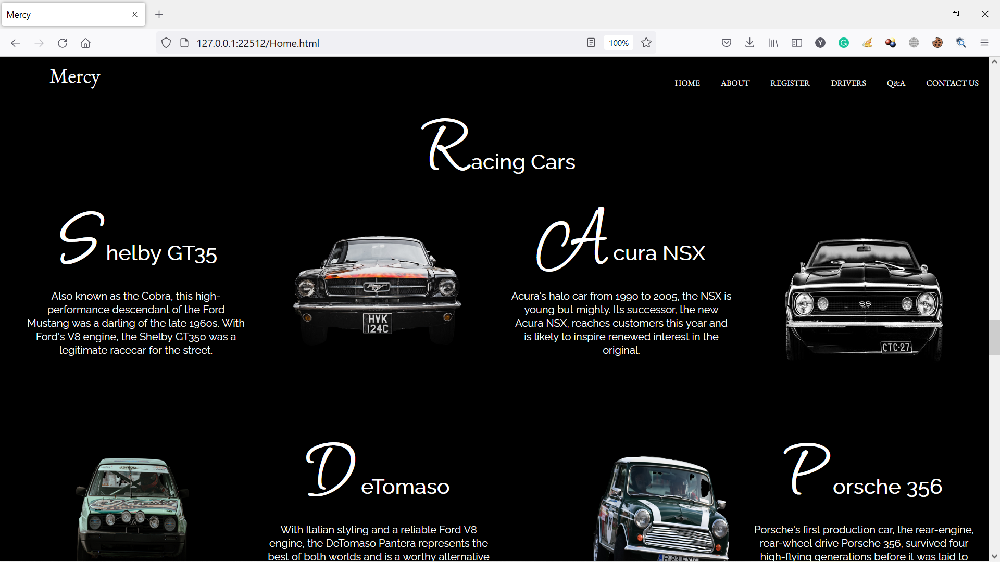 Mercy
127.0.0.1:22512/Home.html
100%
Mercy
HOME
ABOUT
REGISTER
DRIVERS
Q&A
CONTACT US
Racing Cars
Shelby GT35
Also known as the Cobra, this high-
performance descendant of the Ford
Mustang was a darling of the late 1960s. With
Ford's V8 engine, the Shelby GT350 was a
legitimate racecar for the street.
HVK
124C
Acura NSX
Acura's halo car from 1990 to 2005, the NSX is
young but mighty. Its successor, the new
Acura NSX, reaches customers this year and
is likely to inspire renewed interest in the
original.
SS
350
CTC·27
ADYCOM
DeTomaso
With Italian styling and a reliable Ford V8
engine, the DeTomaso Pantera represents the
best of both worlds and is a worthy alternative
Porsche 356
Porsche's first production car, the rear-engine,
rear-wheel drive Porsche 356, survived four
high-flying generations before it was laid to